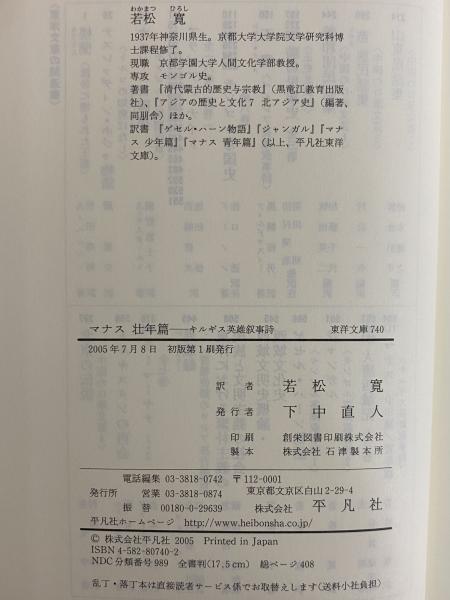 わかまつ ひろし
若松 寛
1937年神奈川県生。京都大学大学院文学研究科博
士課程修了。
現職 京都学園大学人間文化学部教授。
専攻 モンゴル史。
著書 『清代蒙古的歴史与宗教』(黒竜江教育出版
社)、『アジアの歴史と文化7 北アジア史』(編著、
同朋舎) ほか。
訳書 『ゲセル・ハーン物語』『ジャンガル』『マナ
ス 少年篇』『マナス 青年篇』(以上、平凡社東洋
文庫)。
マナス 壮年篇──キルギス英雄叙事詩 東洋文庫 740
2005年7月8日 初版第1刷発行
訳者 若松 寛
発行者 下中直人
印刷 創栄図書印刷株式会社
製本 株式会社 石津製本所
電話編集 03-3818-0742 〒112-0001
発行所 営業 03-3818-0874 東京都文京区白山2-29-4
振替 00180-0-29639 株式会社 平凡社
平凡社ホームページ http://www.heibonsha.co.jp/
© 株式会社平凡社 2005 Printed in Japan
ISBN 4-582-80740-2
NDC分類番号 989 全書判(17.5 cm) 総ページ 408
乱丁・落丁本は直接読者サービス係でお取替えします(送料小社負担)